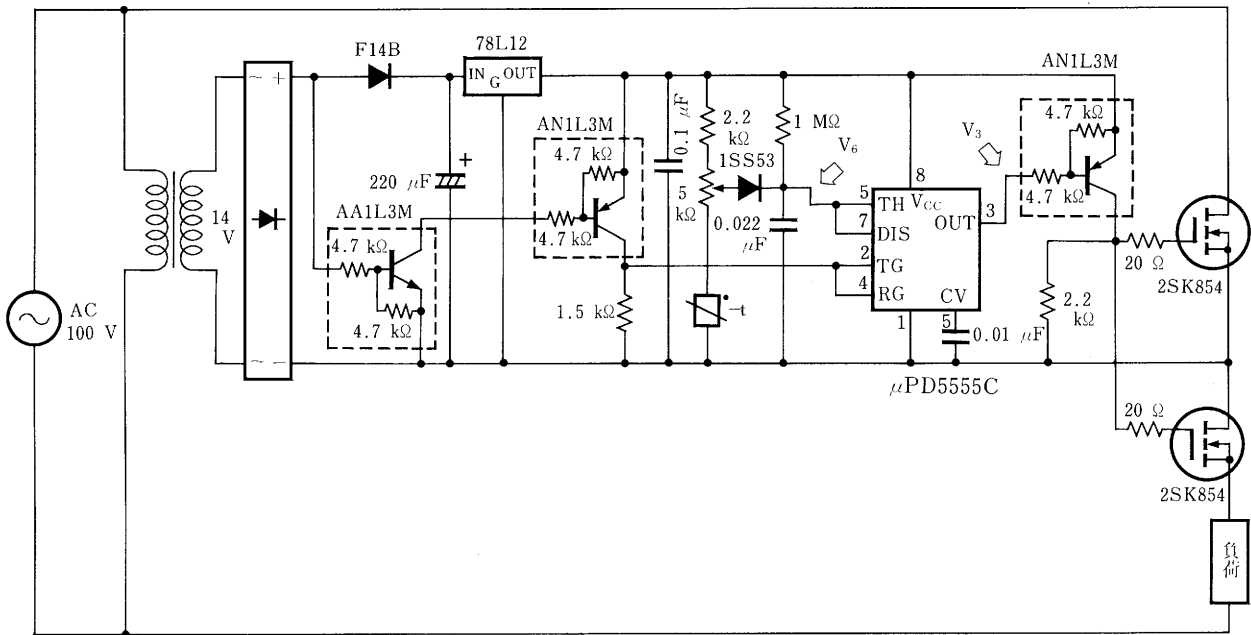 F14B
78L12
IN G OUT
~ +
14
V
~ −
AC
100 V
220 μF
+
AA1L3M
4.7 kΩ
4.7 kΩ
AN1L3M
4.7 kΩ
4.7 kΩ
1.5 kΩ
0.1 μF
2.2
kΩ
1SS53
5
kΩ
−t
1 MΩ
0.022
μF
V6
V3
8
VCC
5
TH
7
DIS
2
TG
4
RG
OUT
3
CV
1
5
0.01 μF
μPD5555C
AN1L3M
4.7 kΩ
4.7 kΩ
2.2
kΩ
20 Ω
2SK854
20 Ω
2SK854
負荷